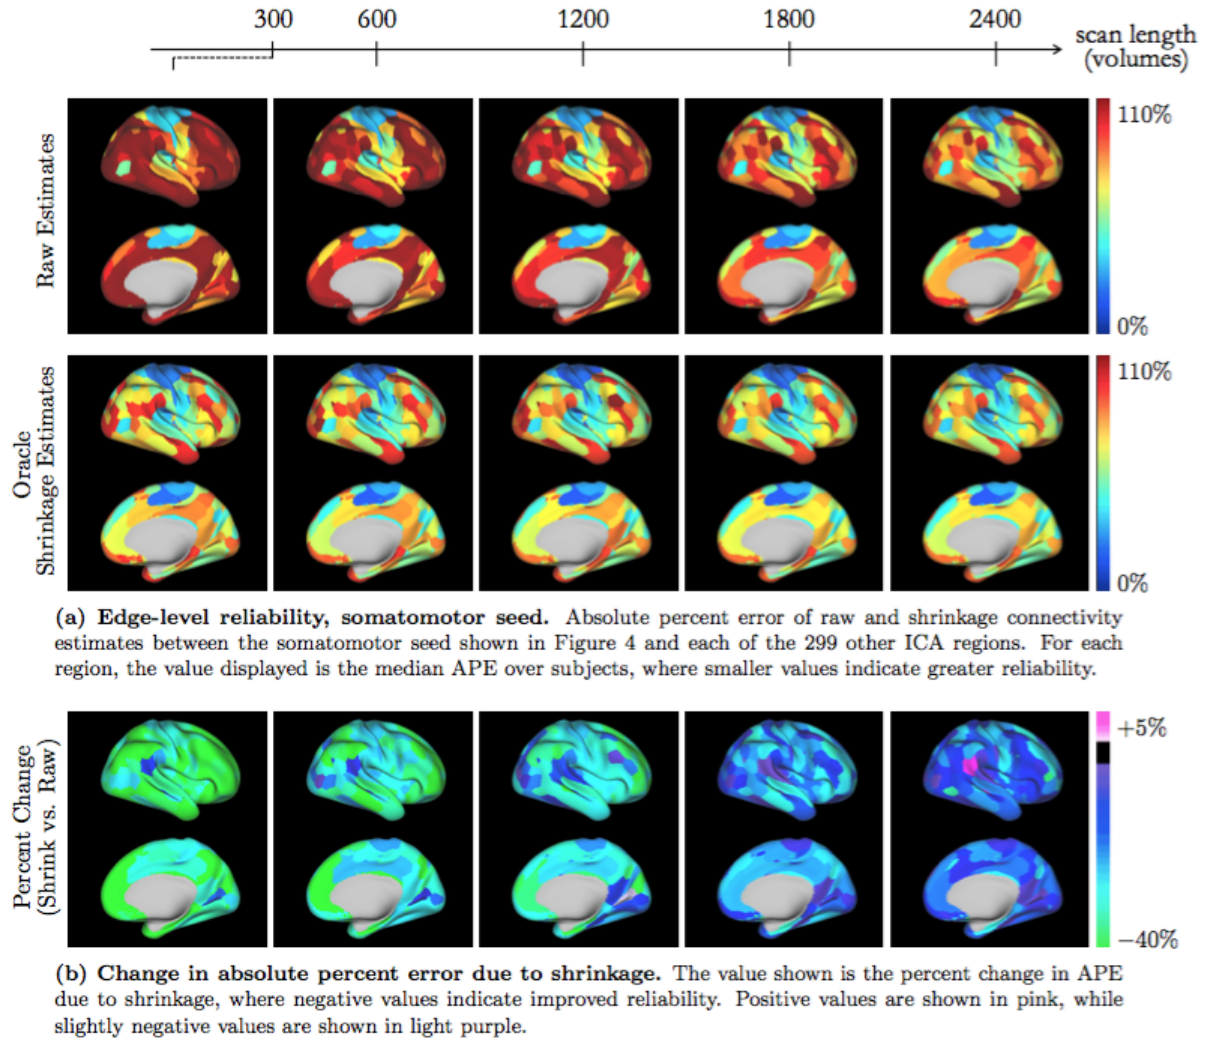 300 600 1200 1800 2400
scan length
(volumes)
Raw Estimates
110%
0%
Oracle
Shrinkage Estimates
110%
0%
(a) Edge-level reliability, somatomotor seed. Absolute percent error of raw and shrinkage connectivity
estimates between the somatomotor seed shown in Figure 4 and each of the 299 other ICA regions. For each
region, the value displayed is the median APE over subjects, where smaller values indicate greater reliability.
Percent Change
(Shrink vs. Raw)
+5%
−40%
(b) Change in absolute percent error due to shrinkage. The value shown is the percent change in APE
due to shrinkage, where negative values indicate improved reliability. Positive values are shown in pink, while
slightly negative values are shown in light purple.